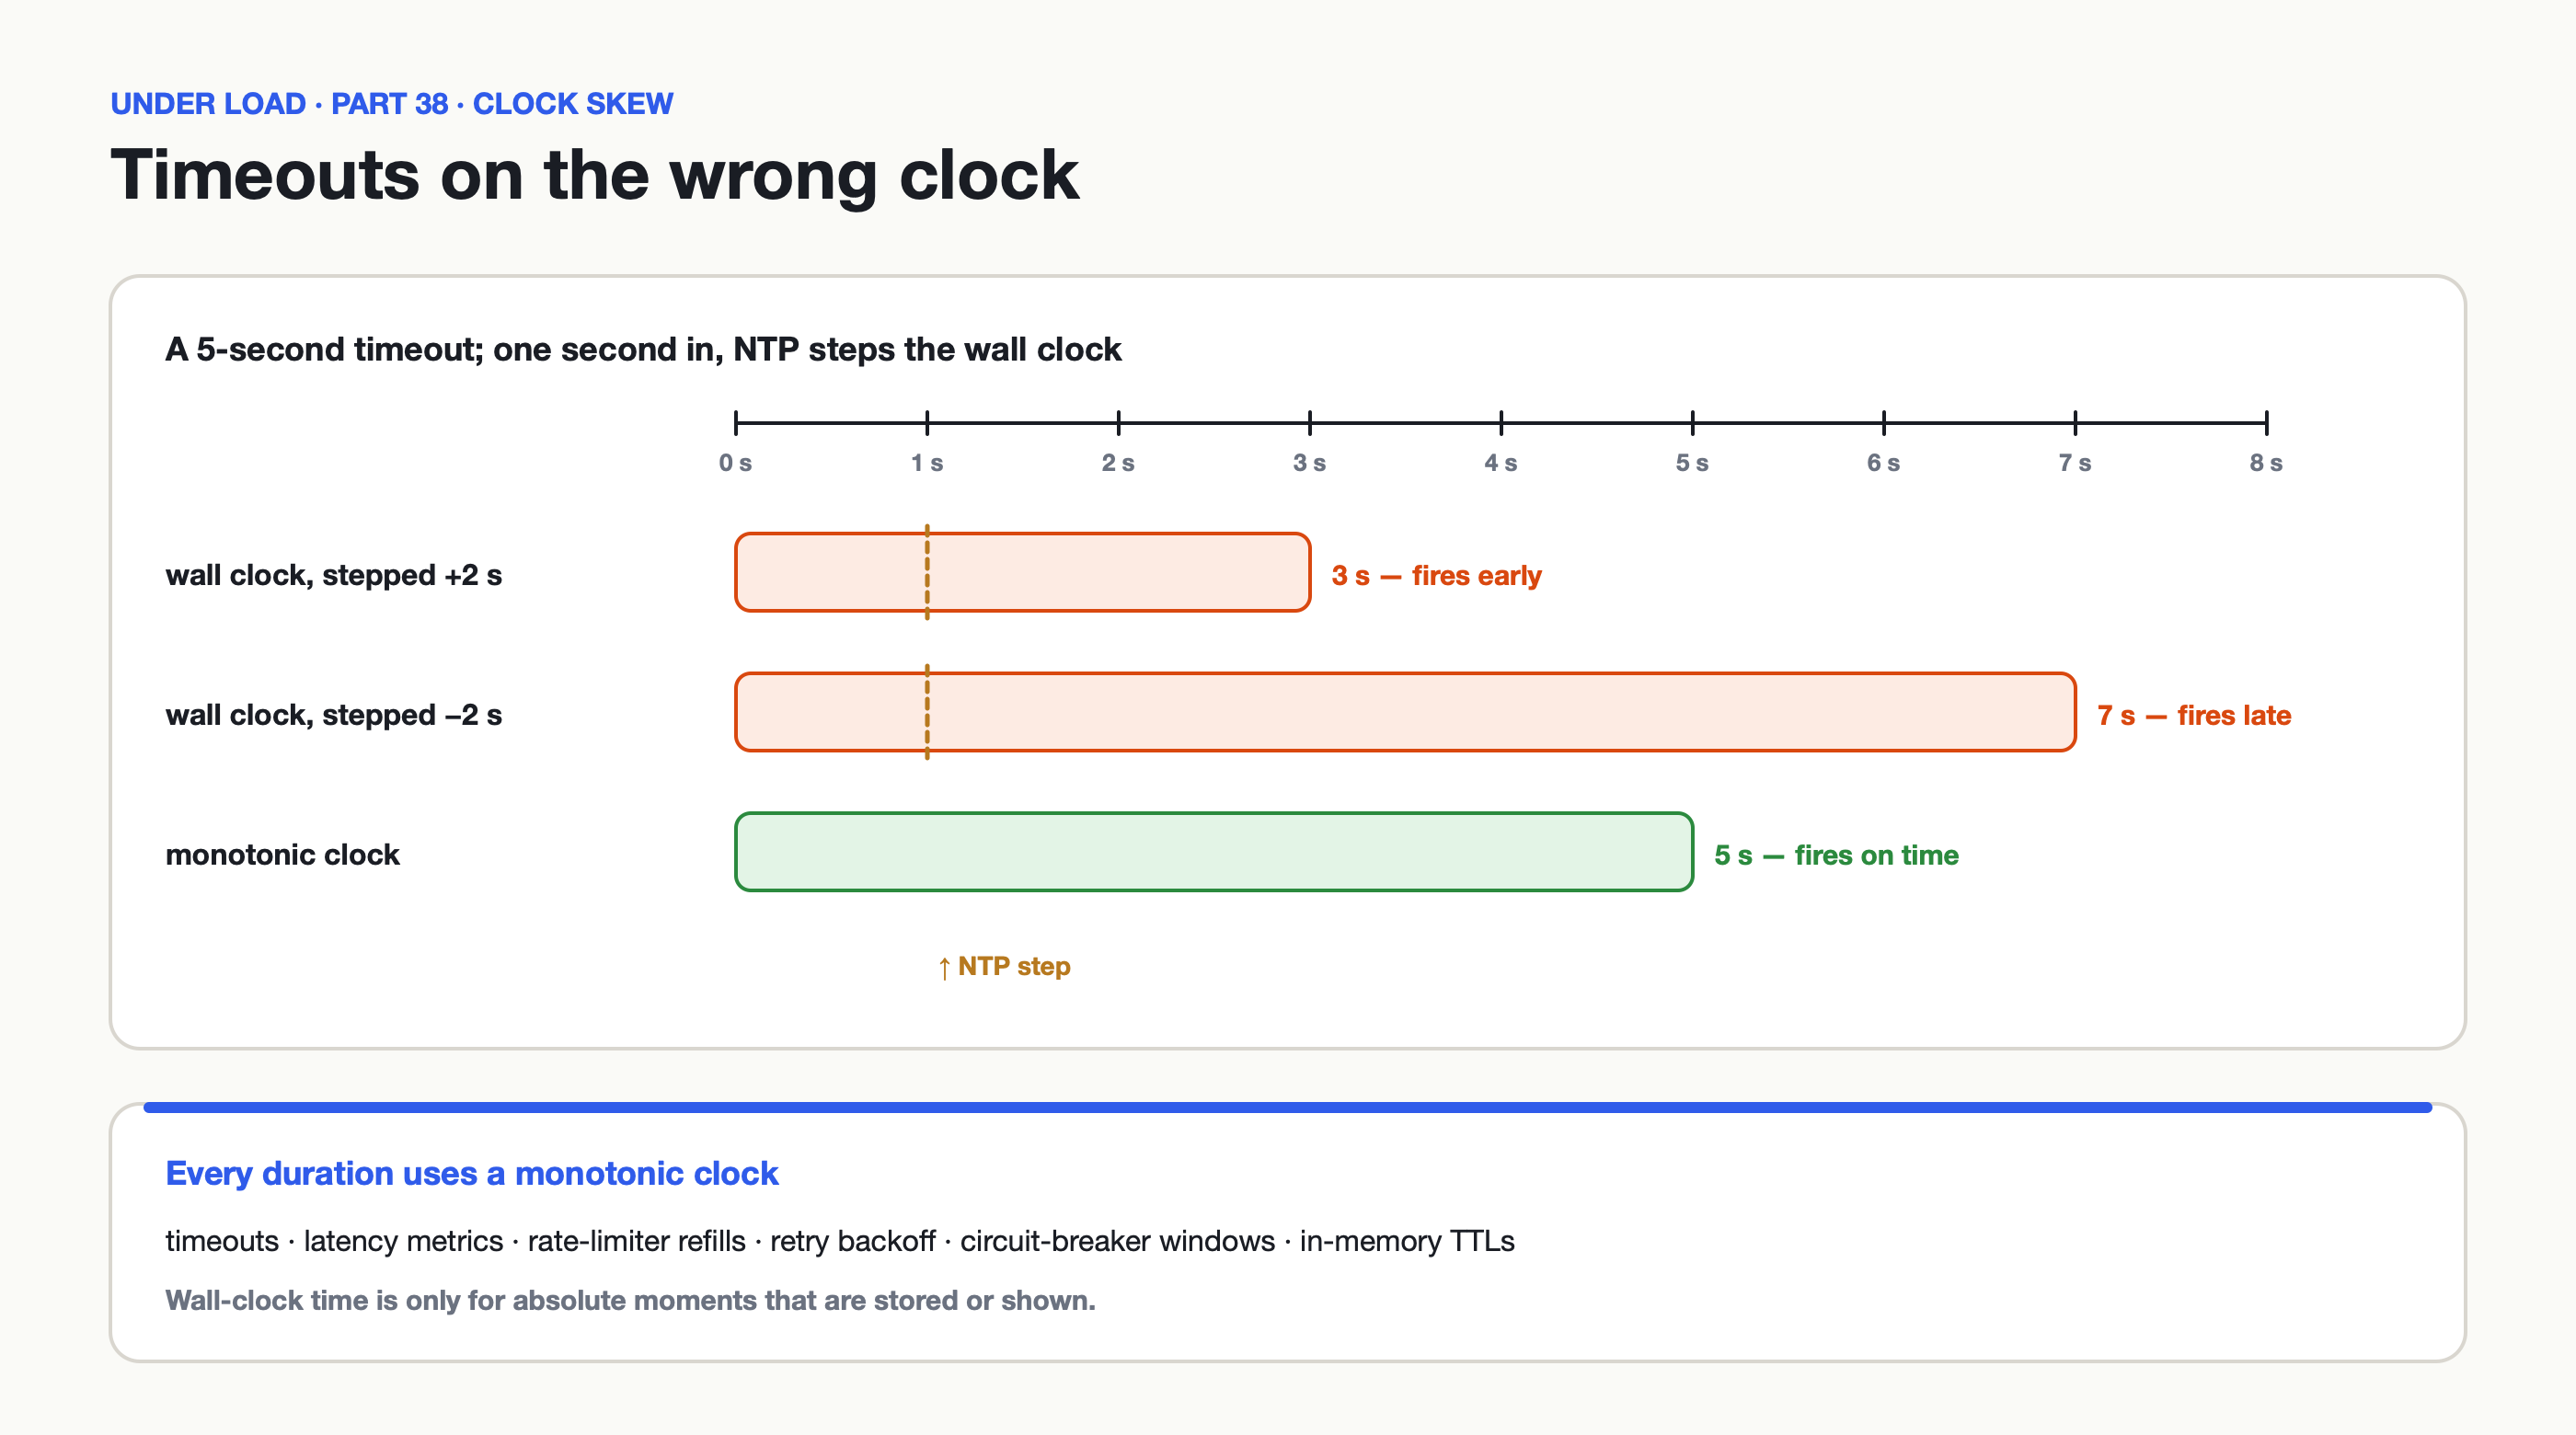 UNDER LOAD · PART 38 · CLOCK SKEW
Timeouts on the wrong clock
A 5-second timeout; one second in, NTP steps the wall clock
0 s 1 s 2 s 3 s 4 s 5 s 6 s 7 s 8 s
wall clock, stepped +2 s 3 s — fires early
wall clock, stepped −2 s 7 s — fires late
monotonic clock 5 s — fires on time
↑ NTP step
Every duration uses a monotonic clock
timeouts · latency metrics · rate-limiter refills · retry backoff · circuit-breaker windows · in-memory TTLs
Wall-clock time is only for absolute moments that are stored or shown.